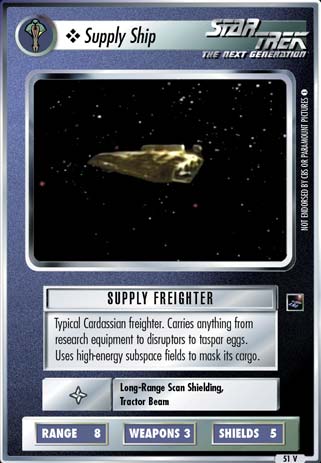 ❖ Supply Ship
STAR TREK
THE NEXT GENERATION
NOT ENDORSED BY CBS OR PARAMOUNT PICTURES
SUPPLY FREIGHTER
Typical Cardassian freighter. Carries anything from
research equipment to disruptors to taspar eggs.
Uses high-energy subspace fields to mask its cargo.
Long-Range Scan Shielding,
Tractor Beam
RANGE 8
WEAPONS 3
SHIELDS 5
51 V